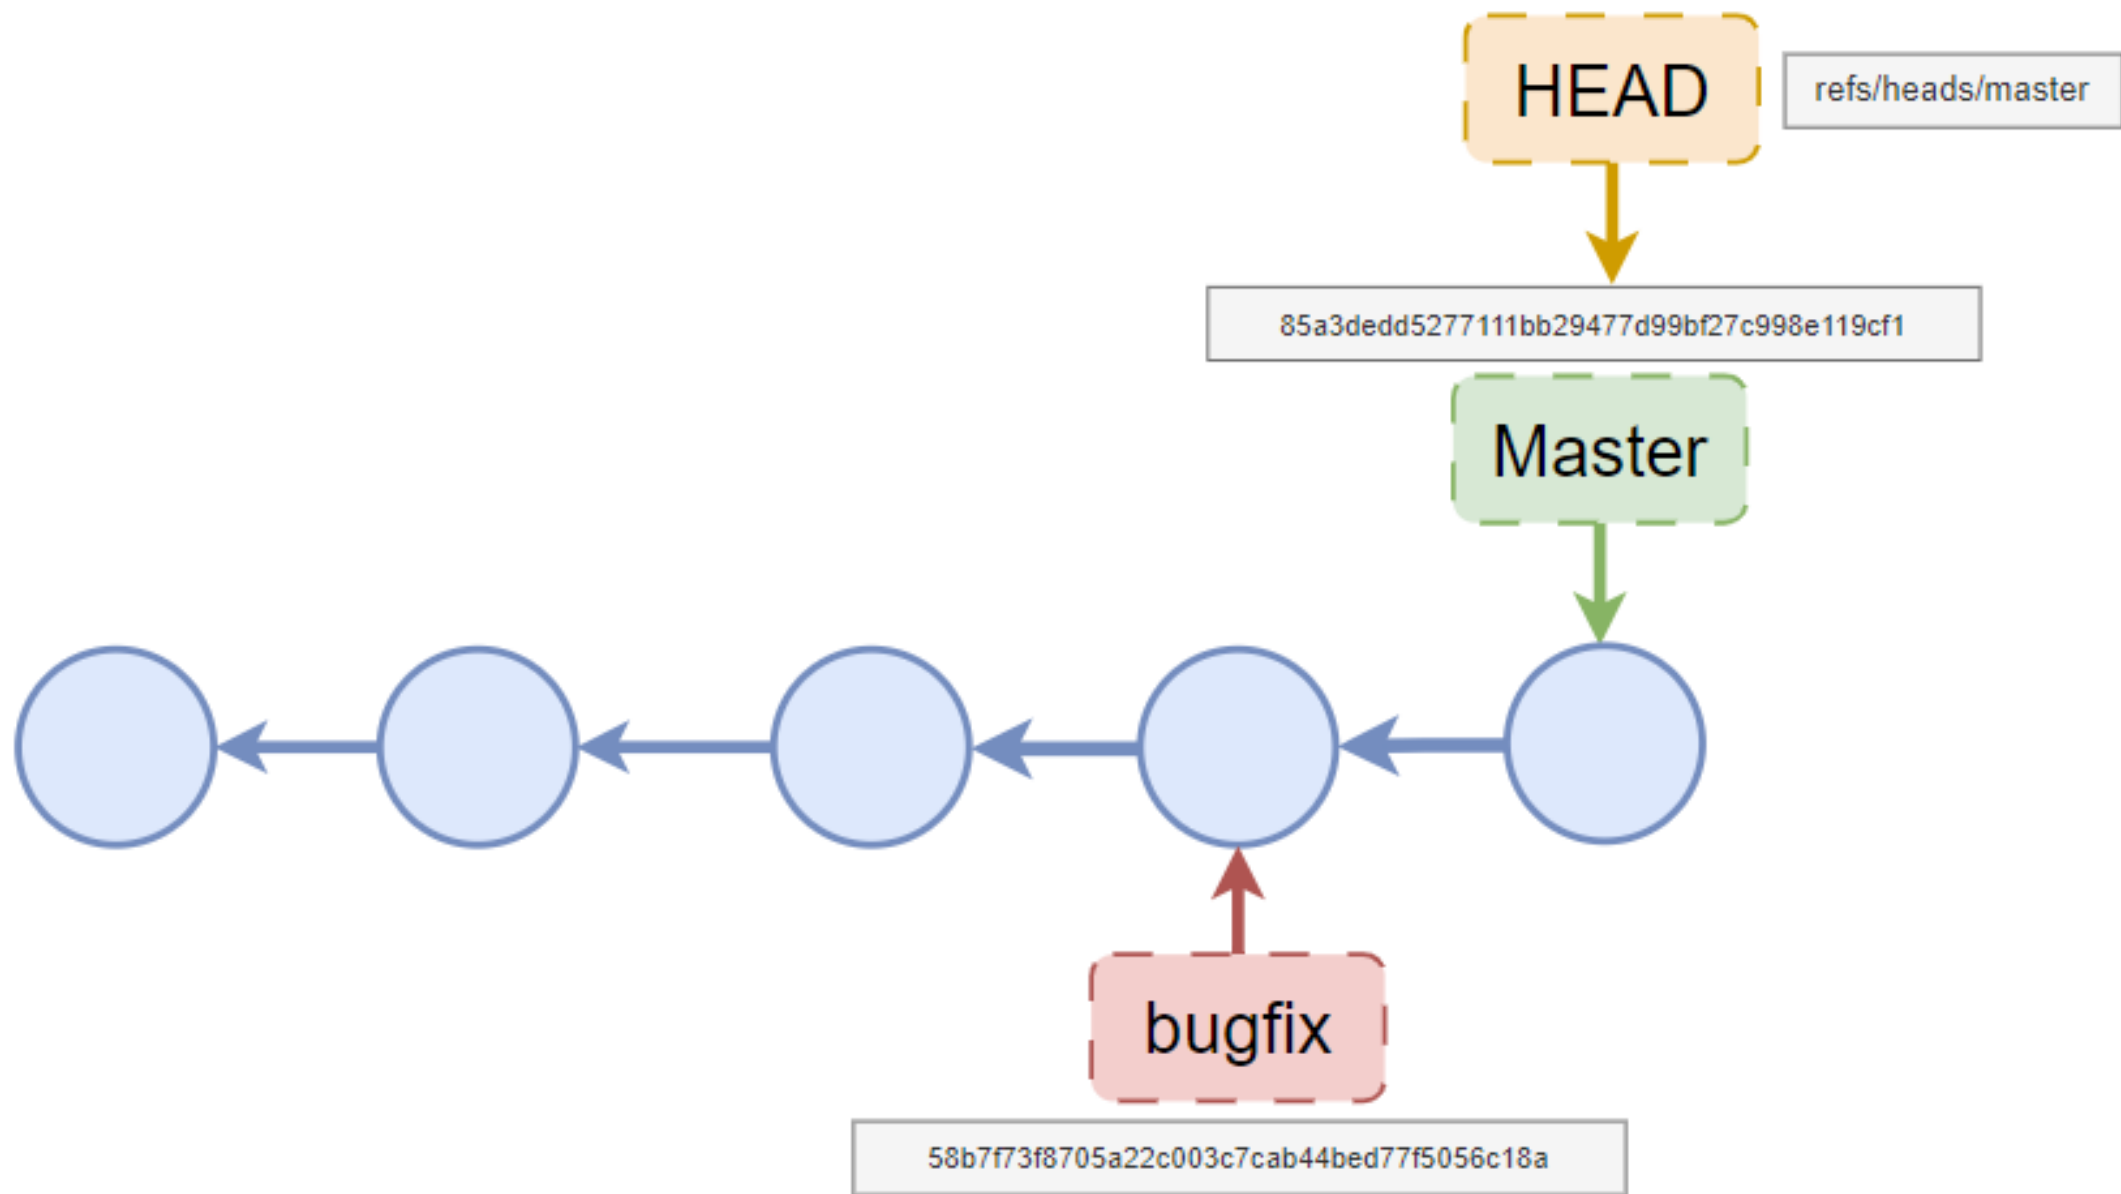 HEAD
refs/heads/master
85a3dedd5277111bb29477d99bf27c998e119cf1
Master
bugfix
58b7f73f8705a22c003c7cab44bed77f5056c18a